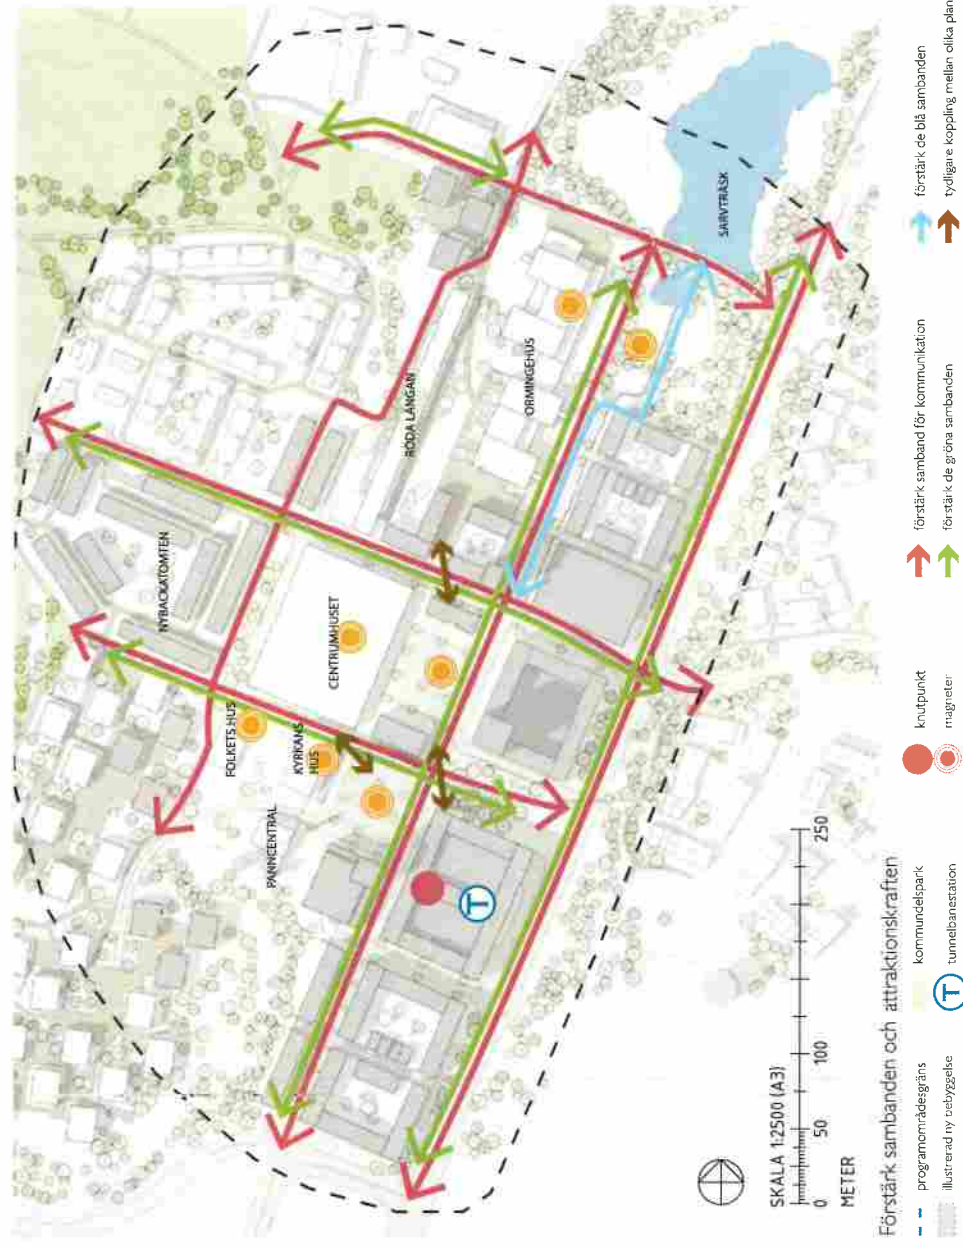 NYBACKATOMTEN
FOLKETS HUS
KYRKANS
HUS
PANNCENTRAL
CENTRUMHUSET
RÖDA LÄNGAN
ORMINGEHUS
SARVTRÄSK
T
SKALA 1:2500 (A3)
0 50 100 250
METER
Förstärk sambanden och attraktionskraften
programområdesgräns
illustrerad ny bebyggelse
kommundelspark
T tunnelbanestation
knutpunkt
magneter
förstärk samband för kommunikation
förstärk de gröna sambanden
förstärk de blå sambanden
tydligare koppling mellan olika plan